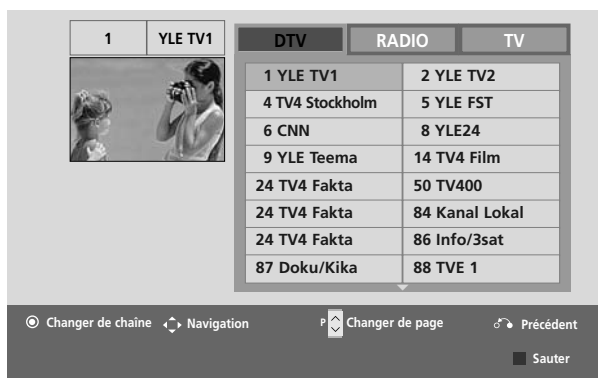 1 YLE TV1
DTV RADIO TV
1 YLE TV1 2 YLE TV2
4 TV4 Stockholm 5 YLE FST
6 CNN 8 YLE24
9 YLE Teema 14 TV4 Film
24 TV4 Fakta 50 TV400
24 TV4 Fakta 84 Kanal Lokal
24 TV4 Fakta 86 Info/3sat
87 Doku/Kika 88 TVE 1
Changer de chaîne Navigation P Changer de page Précédent
Sauter